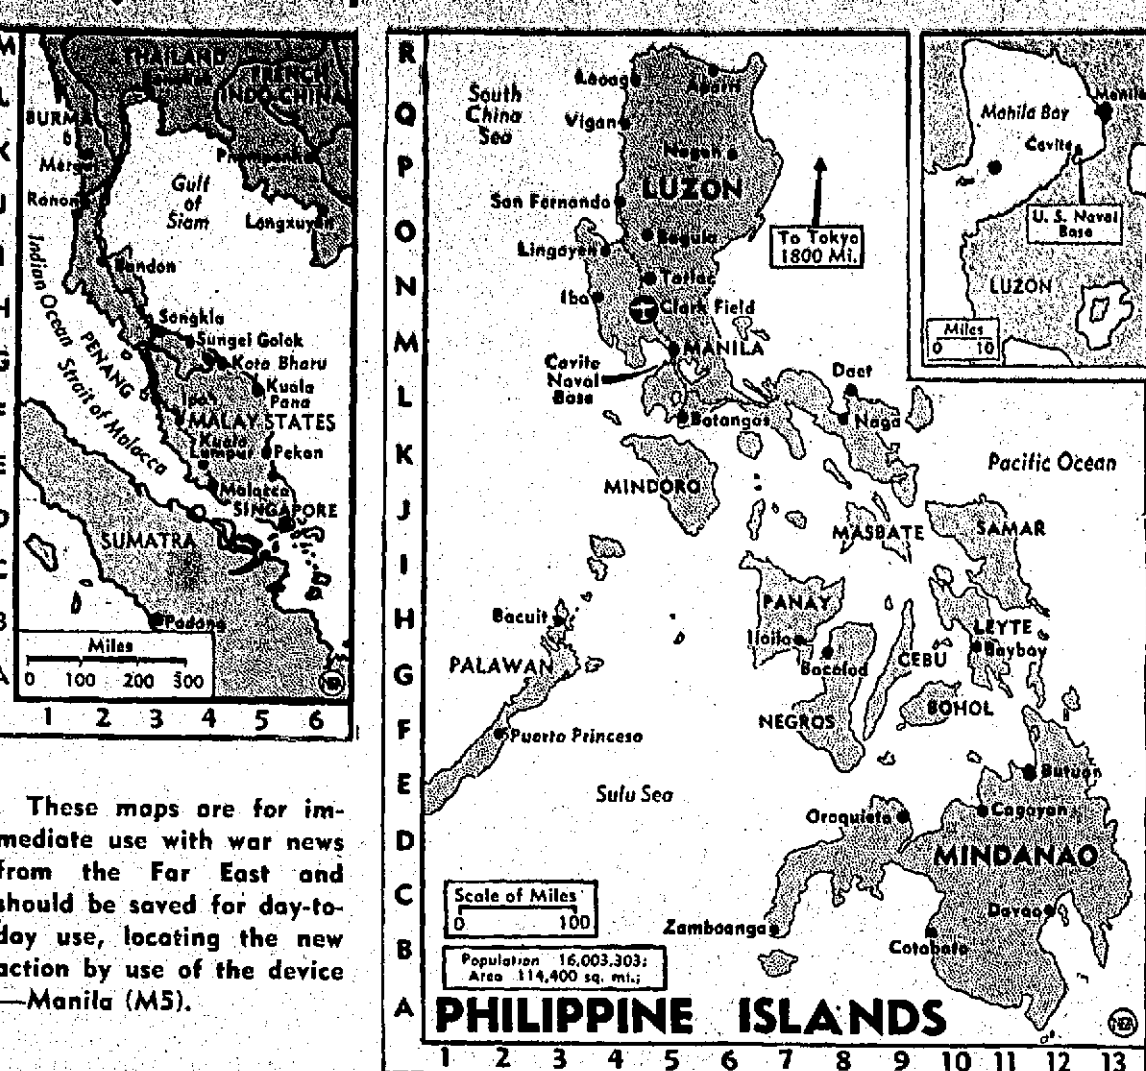 M
L
K
J
I
H
G
F
E
D
C
B
A
THAILAND
FRENCH
INDO-CHINA
BURMA
Mergui
Phompenhe
Ranong
Gulf
of
Siam
Longxuyen
Bandon
Indian Ocean
Songkla
Sungei Golok
Kota Bharu
PENANG
Kuala
Pana
Strait of Malacca
Ipoh
MALAY STATES
Kuala
Lumpur
Pekan
Malacca
SINGAPORE
SUMATRA
Padang
Miles
0 100 200 300
1 2 3 4 5 6
These maps are for im-
mediate use with war news
from the Far East and
should be saved for day-to-
day use, locating the new
action by use of the device
—Manila (M5).
R
Q
P
O
N
M
L
K
J
I
H
G
F
E
D
C
B
A
Laoag
Aparri
South
China
Sea
Vigan
Nagan
LUZON
San Fernando
Baguio
Lingayen
To Tokyo
1800 Mi.
Tarlac
Iba
Clark Field
MANILA
Cavite
Naval
Base
Daet
Batangas
Naga
Pacific Ocean
MINDORO
MASBATE
SAMAR
PANAY
Bacuit
Iloilo
LEYTE
Baybay
PALAWAN
Bacolod
CEBU
NEGROS
BOHOL
Puerto Princesa
Butuan
Sulu Sea
Oroquieta
Cagayan
MINDANAO
Scale of Miles
0 100
Davao
Zamboanga
Cotabato
Population 16,003,303;
Area 114,400 sq. mi.;
PHILIPPINE ISLANDS
NEA
1 2 3 4 5 6 7 8 9 10 11 12 13
Manila
Manila Bay
Cavite
U. S. Naval
Base
LUZON
Miles
0 10